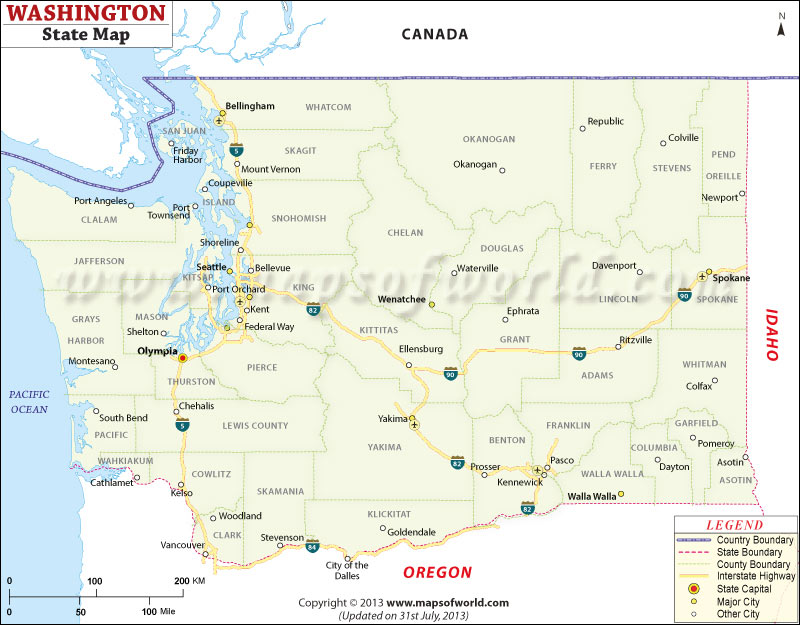 WASHINGTON
State Map
CANADA
N
Bellingham
WHATCOM
SAN JUAN
Friday
Harbor
5
SKAGIT
Mount Vernon
OKANOGAN
Okanogan
Republic
FERRY
Colville
STEVENS
PEND
OREILLE
Newport
Port Angeles
CLALAM
Port
Townsend
Coupeville
ISLAND
SNOHOMISH
CHELAN
DOUGLAS
JAFFERSON
Shoreline
Seattle
Bellevue
KITSAP
Port Orchard
KING
Kent
Federal Way
82
Waterville
Wenatchee
Davenport
LINCOLN
Spokane
SPOKANE
90
www.mapsofworld.com
GRAYS
HARBOR
MASON
Shelton
Montesano
Olympia
THURSTON
PIERCE
KITTITAS
Ellensburg
90
Ephrata
GRANT
90
Ritzville
ADAMS
WHITMAN
Colfax
IDAHO
PACIFIC
OCEAN
South Bend
PACIFIC
Chehalis
5
LEWIS COUNTY
Yakima
YAKIMA
82
BENTON
FRANKLIN
Prosser
Pasco
Kennewick
82
COLUMBIA
GARFIELD
Pomeroy
Dayton
WALLA WALLA
Walla Walla
Asotin
ASOTIN
WAHKIAKUM
Cathlamet
COWLITZ
Kelso
SKAMANIA
Woodland
CLARK
Vancouver
Stevenson
84
KLICKITAT
Goldendale
City of the
Dalles
OREGON
LEGEND
Country Boundary
State Boundary
County Boundary
Interstate Highway
State Capital
Major City
Other City
0 100 200 KM
0 50 100 Mile
Copyright © 2013 www.mapsofworld.com
(Updated on 31st July, 2013)